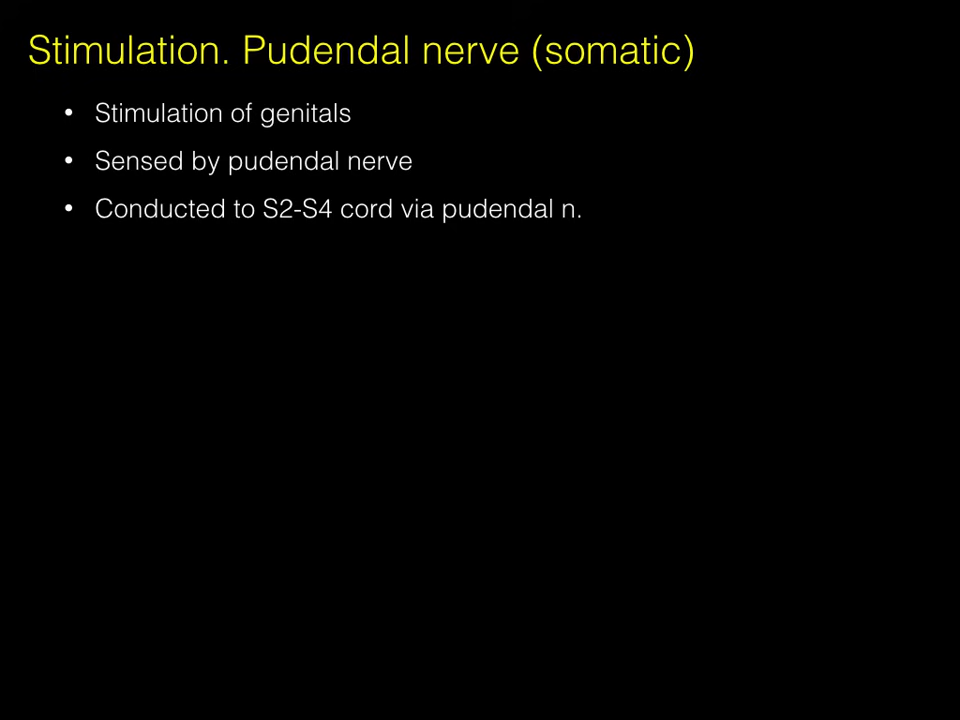 Stimulation. Pudendal nerve (somatic)
• Stimulation of genitals
• Sensed by pudendal nerve
• Conducted to S2-S4 cord via pudendal n.